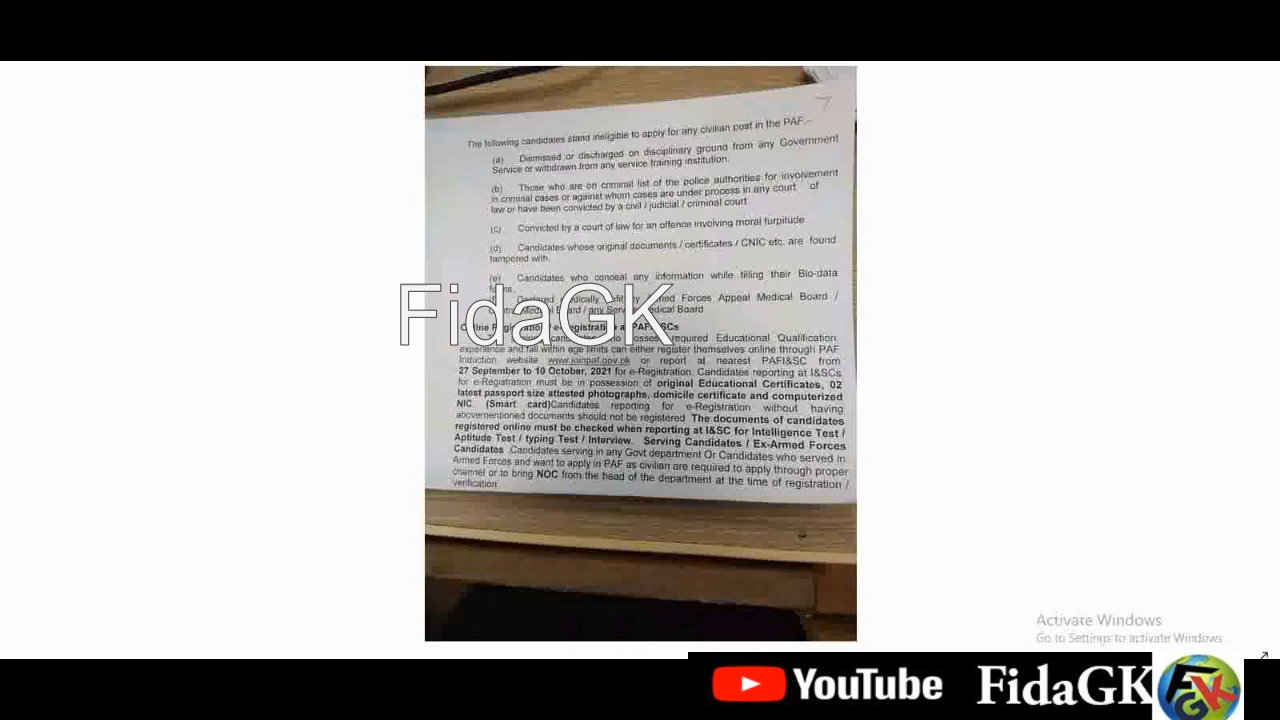 7
The following candidates stand ineligible to apply for any civilian post in the PAF:-
(a) Dismissed or discharged on disciplinary ground from any Government
Service or withdrawn from any service training institution.
(b) Those who are on criminal list of the police authorities for involvement
in criminal cases or against whom cases are under process in any court of
law or have been convicted by a civil / judicial / criminal court
(c) Convicted by a court of law for an offence involving moral turpitude
(d) Candidates whose original documents / certificates / CNIC etc. are found
tampered with.
(e) Candidates who conceal any information while filling their Bio-data
Declared Forces Appeal Medical Board /
/ any Medical Board
FidaGK
required Educational Qualification,
experience and fall within age limits can either register themselves online through PAF
Induction website www.joinpaf.gov.pk or report at nearest PAFI&SC from
27 September to 10 October, 2021 for e-Registration. Candidates reporting at I&SCs
for e-Registration must be in possession of original Educational Certificates, 02
latest passport size attested photographs, domicile certificate and computerized
NIC. (Smart card)Candidates reporting for e-Registration without having
abovementioned documents should not be registered The documents of candidates
registered online must be checked when reporting at I&SC for Intelligence Test /
Aptitude Test / typing Test / Interview. Serving Candidates / Ex-Armed Forces
Candidates Candidates serving in any Govt department Or Candidates who served in
Armed Forces and want to apply in PAF as civilian are required to apply through proper
channel or to bring NOC from the head of the department at the time of registration /
verification
Activate Windows
Go to Settings to activate Windows
YouTube FidaGK
FGK